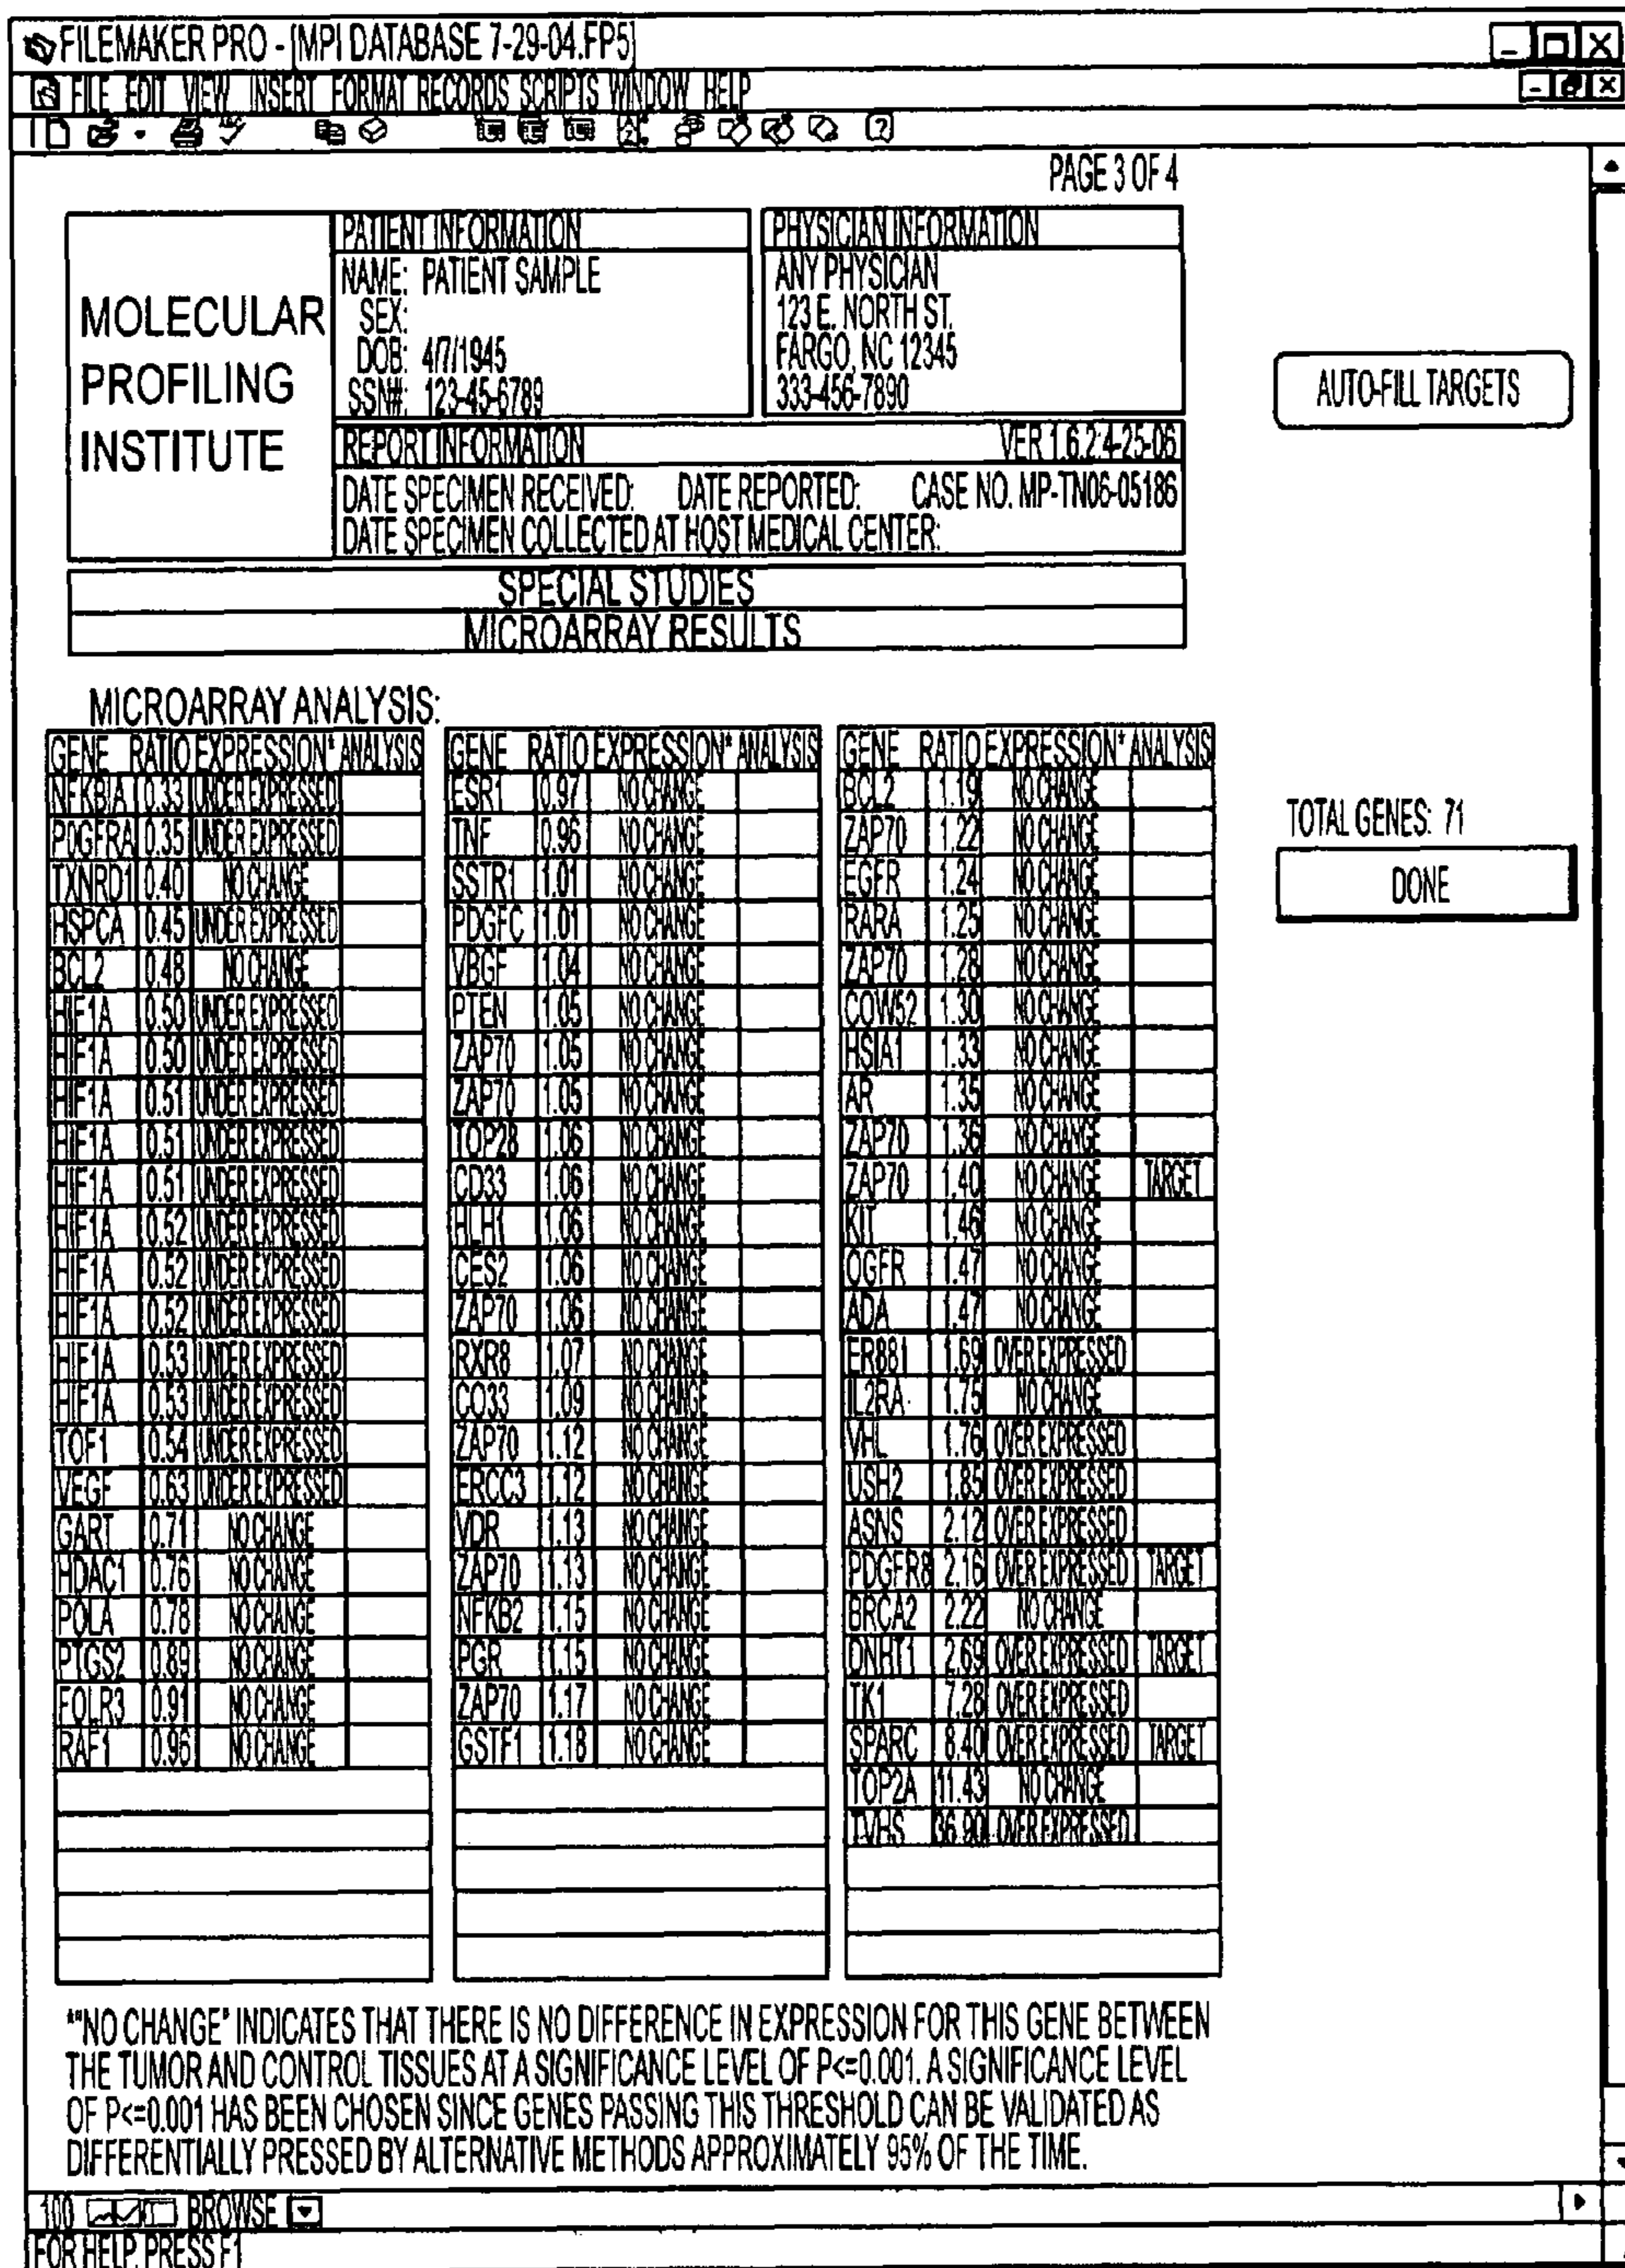 FILEMAKER PRO - [MPI DATABASE 7-29-04.FP5]
FILE EDIT VIEW INSERT FORMAT RECORDS SCRIPTS WINDOW HELP
PAGE 3 OF 4
MOLECULAR
PROFILING
INSTITUTE
PATIENT INFORMATION
NAME: PATIENT SAMPLE
SEX:
DOB: 4/7/1945
SSN#: 123-45-6789
PHYSICIAN INFORMATION
ANY PHYSICIAN
123 E. NORTH ST.
FARGO, NC 12345
333-456-7890
REPORT INFORMATION VER 1.6.2:4-25-06
DATE SPECIMEN RECEIVED: DATE REPORTED: CASE NO. MP-TN06-05186
DATE SPECIMEN COLLECTED AT HOST MEDICAL CENTER:
AUTO-FILL TARGETS
SPECIAL STUDIES
MICROARRAY RESULTS
MICROARRAY ANALYSIS:
GENE RATIO EXPRESSION* ANALYSIS
NFKBIA 0.33 UNDER EXPRESSED
PDGFRA 0.35 UNDER EXPRESSED
TXNRD1 0.40 NO CHANGE
HSPCA 0.45 UNDER EXPRESSED
BCL2 0.48 NO CHANGE
HIF1A 0.50 UNDER EXPRESSED
HIF1A 0.50 UNDER EXPRESSED
HIF1A 0.51 UNDER EXPRESSED
HIF1A 0.51 UNDER EXPRESSED
HIF1A 0.51 UNDER EXPRESSED
HIF1A 0.52 UNDER EXPRESSED
HIF1A 0.52 UNDER EXPRESSED
HIF1A 0.52 UNDER EXPRESSED
HIF1A 0.53 UNDER EXPRESSED
HIF1A 0.53 UNDER EXPRESSED
TOF1 0.54 UNDER EXPRESSED
VEGF 0.63 UNDER EXPRESSED
GART 0.71 NO CHANGE
HDAC1 0.76 NO CHANGE
POLA 0.78 NO CHANGE
PTGS2 0.89 NO CHANGE
FOLR3 0.91 NO CHANGE
RAF1 0.96 NO CHANGE
GENE RATIO EXPRESSION* ANALYSIS
ESR1 0.97 NO CHANGE
TNF 0.96 NO CHANGE
SSTR1 1.01 NO CHANGE
PDGFC 1.01 NO CHANGE
VBGF 1.04 NO CHANGE
PTEN 1.05 NO CHANGE
ZAP70 1.05 NO CHANGE
ZAP70 1.05 NO CHANGE
TOP28 1.06 NO CHANGE
CD33 1.06 NO CHANGE
HLH1 1.06 NO CHANGE
CES2 1.06 NO CHANGE
ZAP70 1.06 NO CHANGE
RXR8 1.07 NO CHANGE
CO33 1.09 NO CHANGE
ZAP70 1.12 NO CHANGE
ERCC3 1.12 NO CHANGE
VDR 1.13 NO CHANGE
ZAP70 1.13 NO CHANGE
NFKB2 1.15 NO CHANGE
PGR 1.15 NO CHANGE
ZAP70 1.17 NO CHANGE
GSTF1 1.18 NO CHANGE
GENE RATIO EXPRESSION* ANALYSIS
BCL2 1.19 NO CHANGE
ZAP70 1.22 NO CHANGE
EGFR 1.24 NO CHANGE
RARA 1.25 NO CHANGE
ZAP70 1.28 NO CHANGE
COW52 1.30 NO CHANGE
HSIA1 1.33 NO CHANGE
AR 1.35 NO CHANGE
ZAP70 1.36 NO CHANGE
ZAP70 1.40 NO CHANGE TARGET
KIT 1.46 NO CHANGE
OGFR 1.47 NO CHANGE
ADA 1.47 NO CHANGE
ER881 1.69 OVER EXPRESSED
IL2RA 1.75 NO CHANGE
VHL 1.76 OVER EXPRESSED
USH2 1.85 OVER EXPRESSED
ASNS 2.12 OVER EXPRESSED
PDGFR8 2.16 OVER EXPRESSED TARGET
BRCA2 2.22 NO CHANGE
DNHT1 2.69 OVER EXPRESSED TARGET
TK1 7.28 OVER EXPRESSED
SPARC 8.40 OVER EXPRESSED TARGET
TOP2A 11.43 NO CHANGE
TVHS 36.90 OVER EXPRESSED
TOTAL GENES: 71
DONE
*"NO CHANGE" INDICATES THAT THERE IS NO DIFFERENCE IN EXPRESSION FOR THIS GENE BETWEEN
THE TUMOR AND CONTROL TISSUES AT A SIGNIFICANCE LEVEL OF P<=0.001. A SIGNIFICANCE LEVEL
OF P<=0.001 HAS BEEN CHOSEN SINCE GENES PASSING THIS THRESHOLD CAN BE VALIDATED AS
DIFFERENTIALLY PRESSED BY ALTERNATIVE METHODS APPROXIMATELY 95% OF THE TIME.
100 BROWSE
FOR HELP, PRESS F1